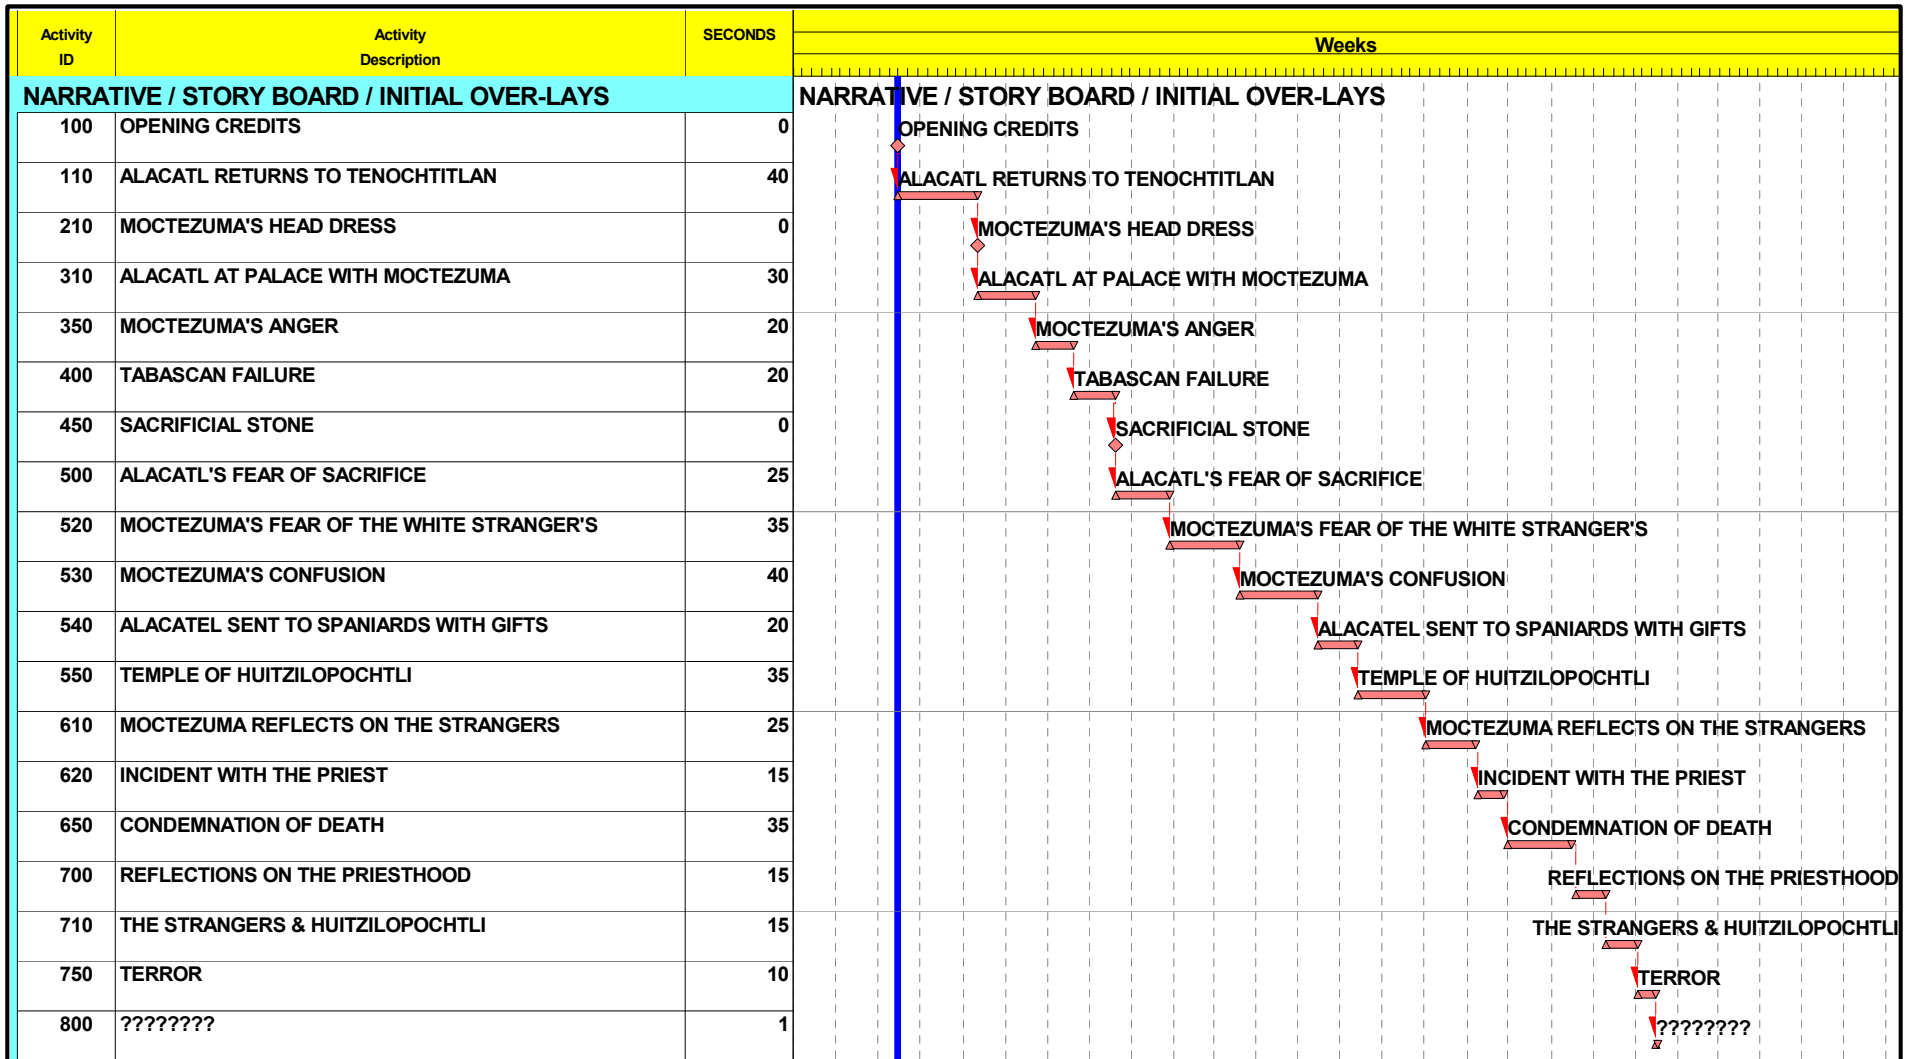 Activity Activity SECONDS
Weeks
ID Description
NARRATIVE / STORY BOARD / INITIAL OVER-LAYS NARRATIVE / STORY BOARD / INITIAL OVER-LAYS
100 OPENING CREDITS 0 OPENING CREDITS
110 ALACATL RETURNS TO TENOCHTITLAN 40 ALACATL RETURNS TO TENOCHTITLAN
210 MOCTEZUMA'S HEAD DRESS 0 MOCTEZUMA'S HEAD DRESS
310 ALACATL AT PALACE WITH MOCTEZUMA 30 ALACATL AT PALACE WITH MOCTEZUMA
350 MOCTEZUMA'S ANGER 20 MOCTEZUMA'S ANGER
400 TABASCAN FAILURE 20 TABASCAN FAILURE
450 SACRIFICIAL STONE 0 SACRIFICIAL STONE
500 ALACATL'S FEAR OF SACRIFICE 25 ALACATL'S FEAR OF SACRIFICE
520 MOCTEZUMA'S FEAR OF THE WHITE STRANGER'S 35 MOCTEZUMA'S FEAR OF THE WHITE STRANGER'S
530 MOCTEZUMA'S CONFUSION 40 MOCTEZUMA'S CONFUSION
540 ALACATEL SENT TO SPANIARDS WITH GIFTS 20 ALACATEL SENT TO SPANIARDS WITH GIFTS
550 TEMPLE OF HUITZILOPOCHTLI 35 TEMPLE OF HUITZILOPOCHTLI
610 MOCTEZUMA REFLECTS ON THE STRANGERS 25 MOCTEZUMA REFLECTS ON THE STRANGERS
620 INCIDENT WITH THE PRIEST 15 INCIDENT WITH THE PRIEST
650 CONDEMNATION OF DEATH 35 CONDEMNATION OF DEATH
700 REFLECTIONS ON THE PRIESTHOOD 15 REFLECTIONS ON THE PRIESTHOOD
710 THE STRANGERS & HUITZILOPOCHTLI 15 THE STRANGERS & HUITZILOPOCHTLI
750 TERROR 10 TERROR
800 ???????? 1 ????????